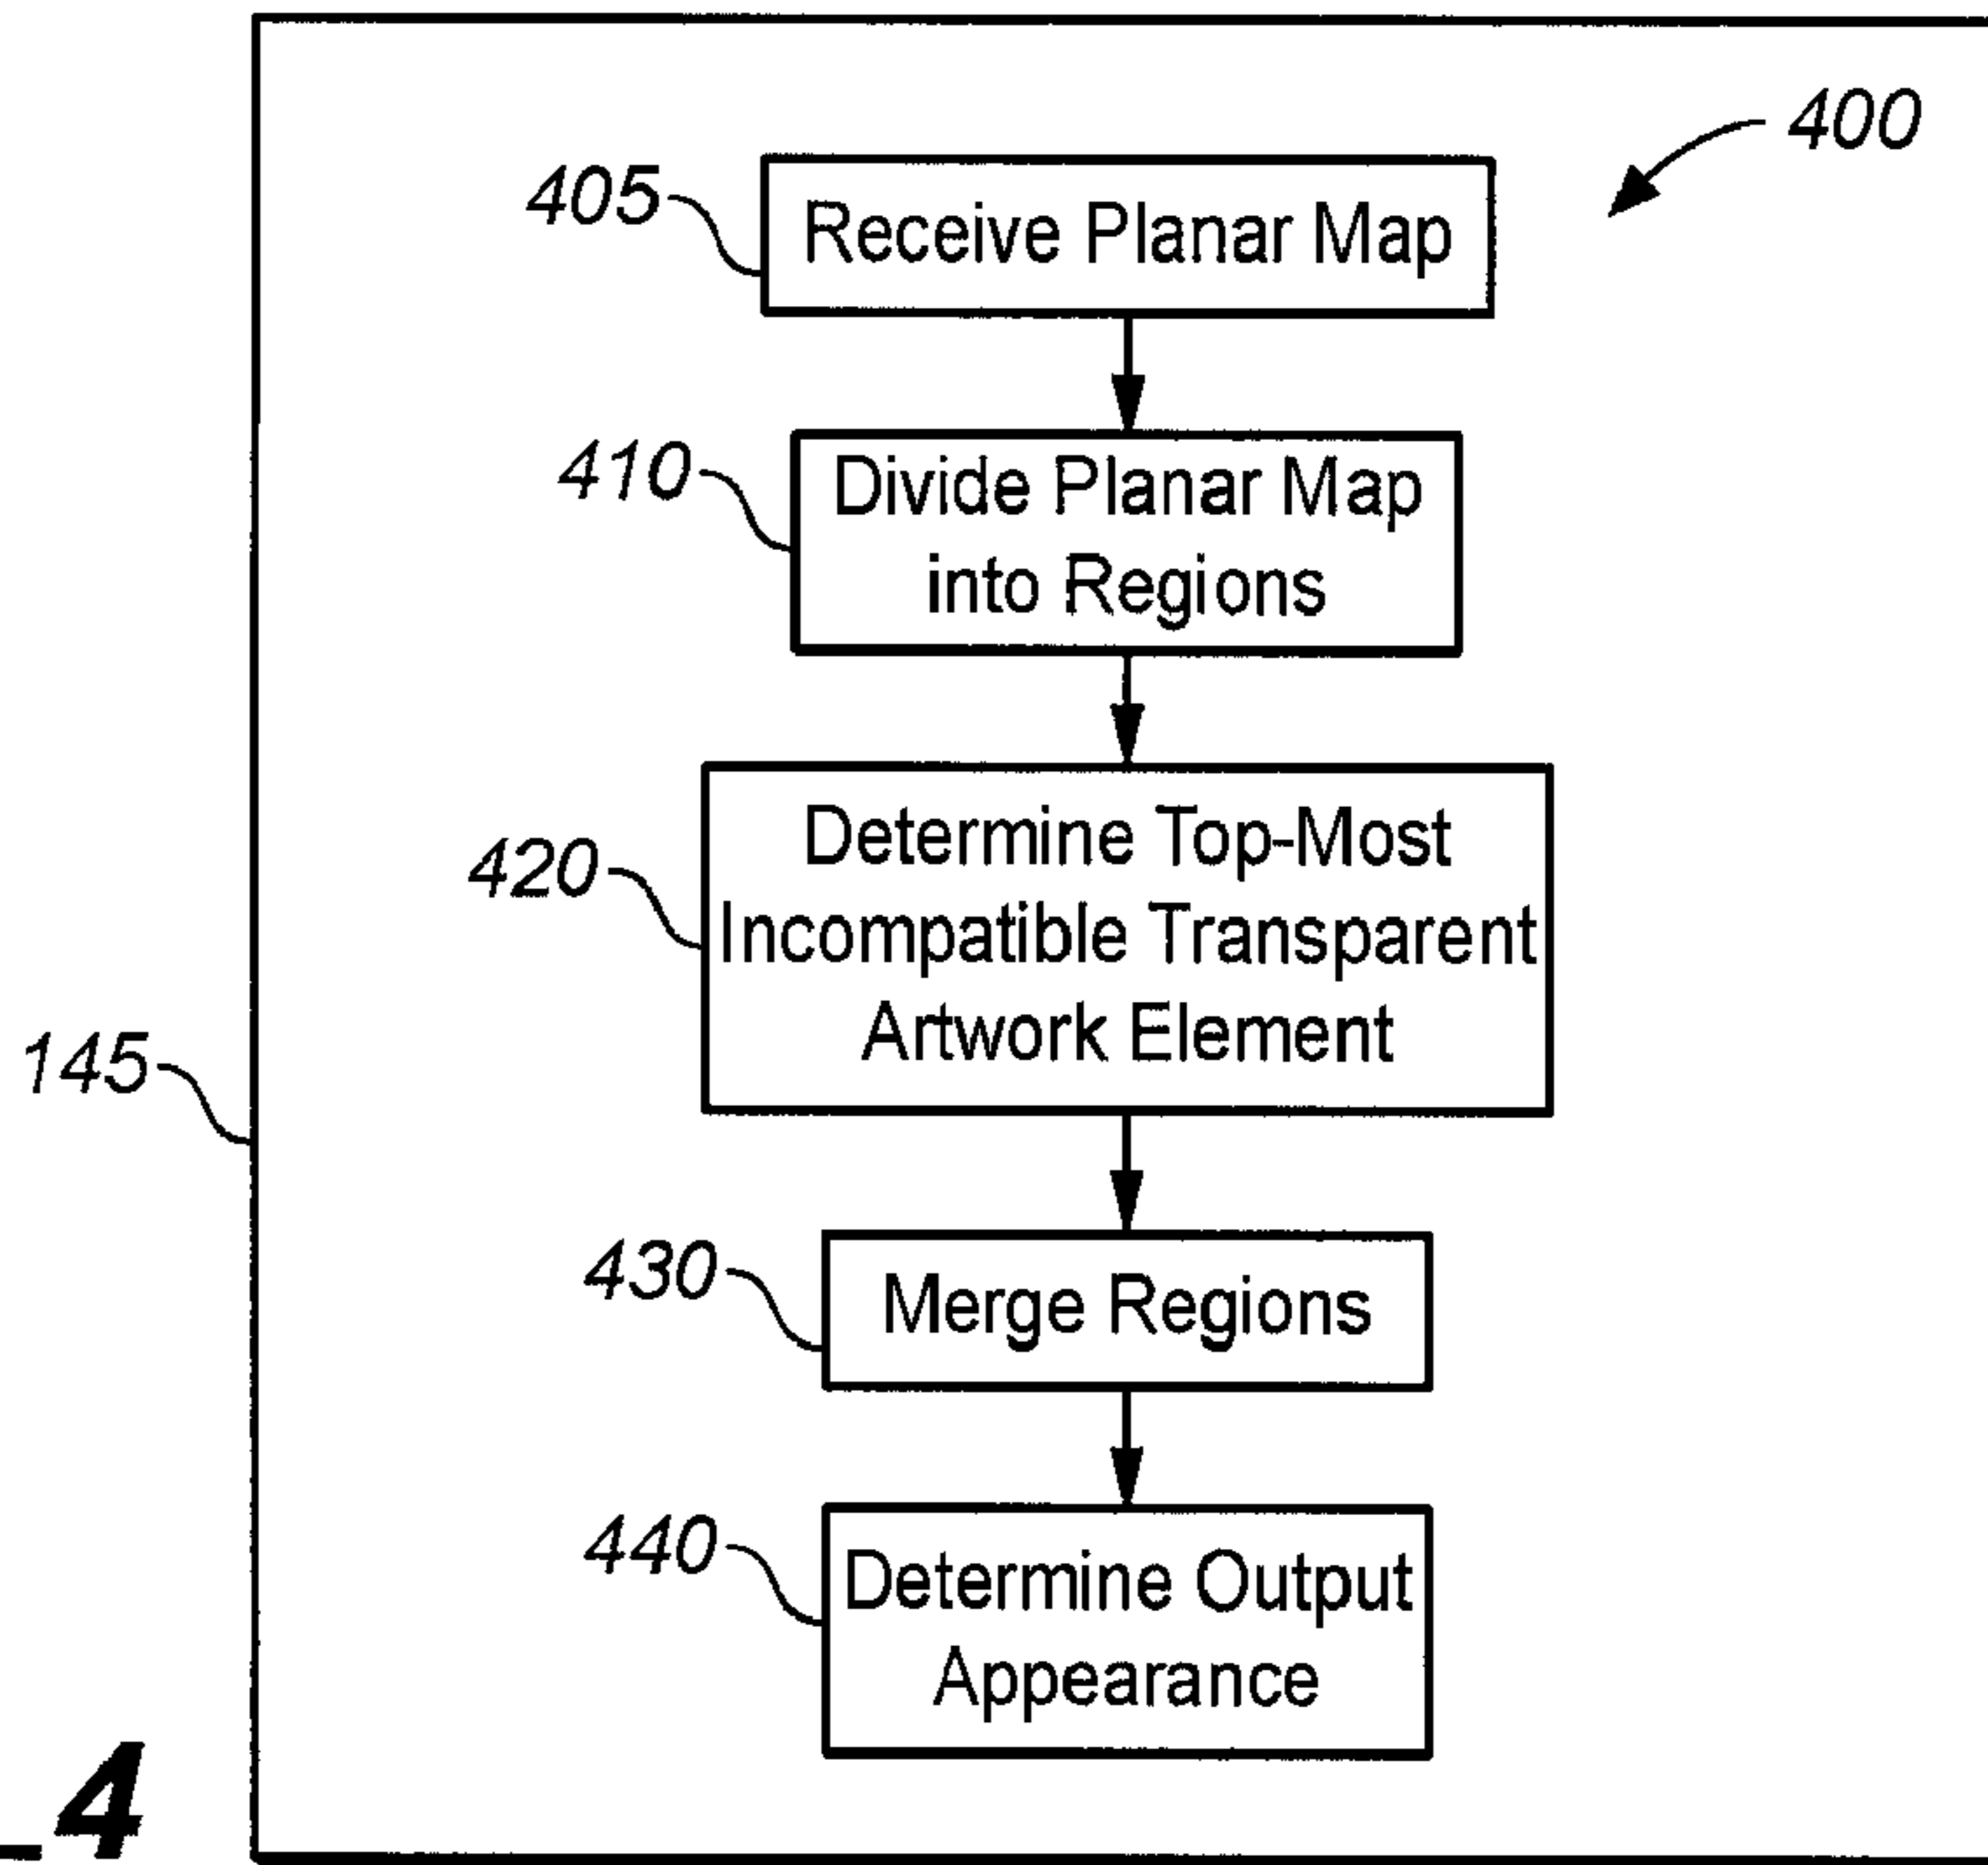 400
405
Receive Planar Map
410
Divide Planar Map
into Regions
420
Determine Top-Most
Incompatible Transparent
Artwork Element
145
430
Merge Regions
440
Determine Output
Appearance
_4